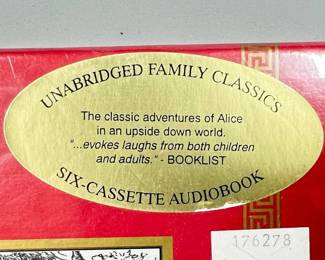 UNABRIDGED FAMILY CLASSICS
The classic adventures of Alice
in an upside down world.
"...evokes laughs from both children
and adults." - BOOKLIST
SIX-CASSETTE AUDIOBOOK
176278